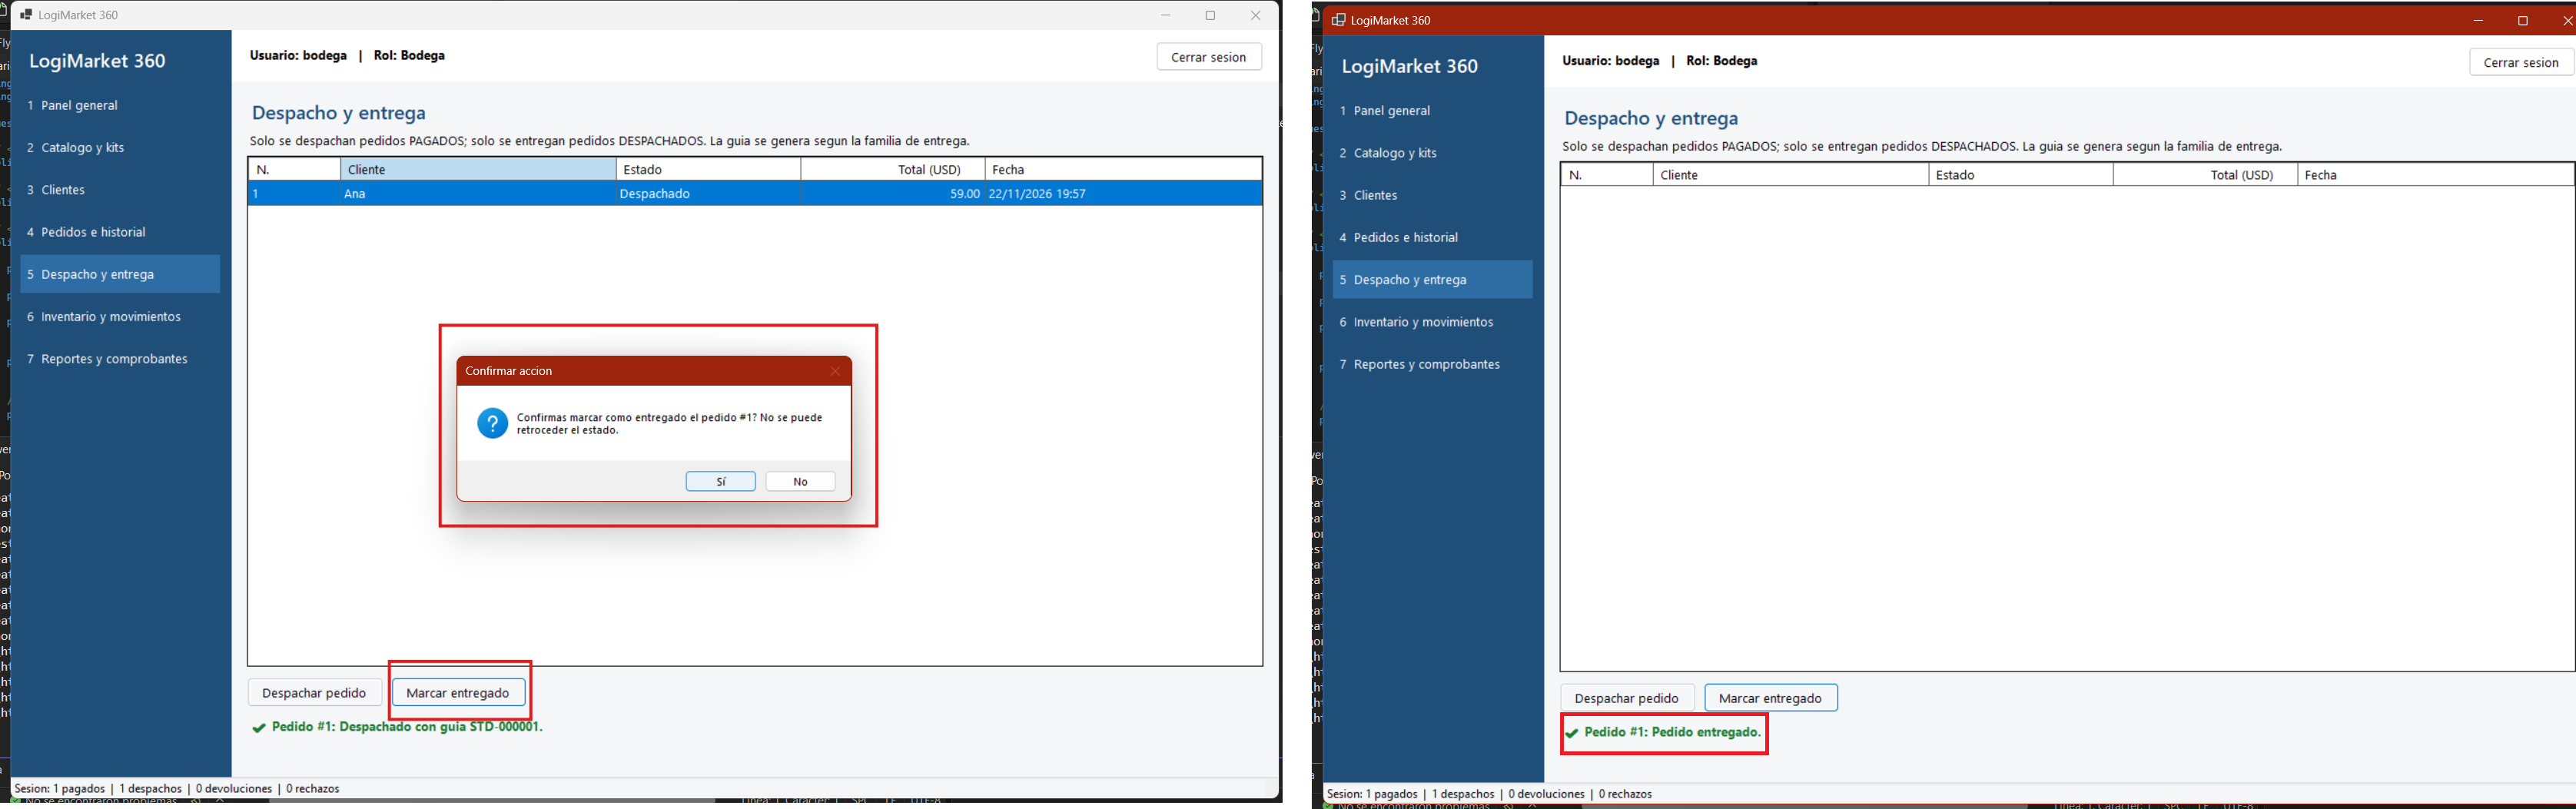 LogiMarket 360
LogiMarket 360
1 Panel general
2 Catalogo y kits
3 Clientes
4 Pedidos e historial
5 Despacho y entrega
6 Inventario y movimientos
7 Reportes y comprobantes
Usuario: bodega | Rol: Bodega
Cerrar sesion
Despacho y entrega
Solo se despachan pedidos PAGADOS; solo se entregan pedidos DESPACHADOS. La guia se genera segun la familia de entrega.
N. Cliente Estado Total (USD) Fecha
1 Ana Despachado 59.00 22/11/2026 19:57
Confirmar accion
Confirmas marcar como entregado el pedido #1? No se puede
retroceder el estado.
Sí No
Despachar pedido Marcar entregado
Pedido #1: Despachado con guia STD-000001.
Sesion: 1 pagados | 1 despachos | 0 devoluciones | 0 rechazos
LogiMarket 360
LogiMarket 360
1 Panel general
2 Catalogo y kits
3 Clientes
4 Pedidos e historial
5 Despacho y entrega
6 Inventario y movimientos
7 Reportes y comprobantes
Usuario: bodega | Rol: Bodega
Cerrar sesion
Despacho y entrega
Solo se despachan pedidos PAGADOS; solo se entregan pedidos DESPACHADOS. La guia se genera segun la familia de entrega.
N. Cliente Estado Total (USD) Fecha
Despachar pedido Marcar entregado
Pedido #1: Pedido entregado.
Sesion: 1 pagados | 1 despachos | 0 devoluciones | 0 rechazos